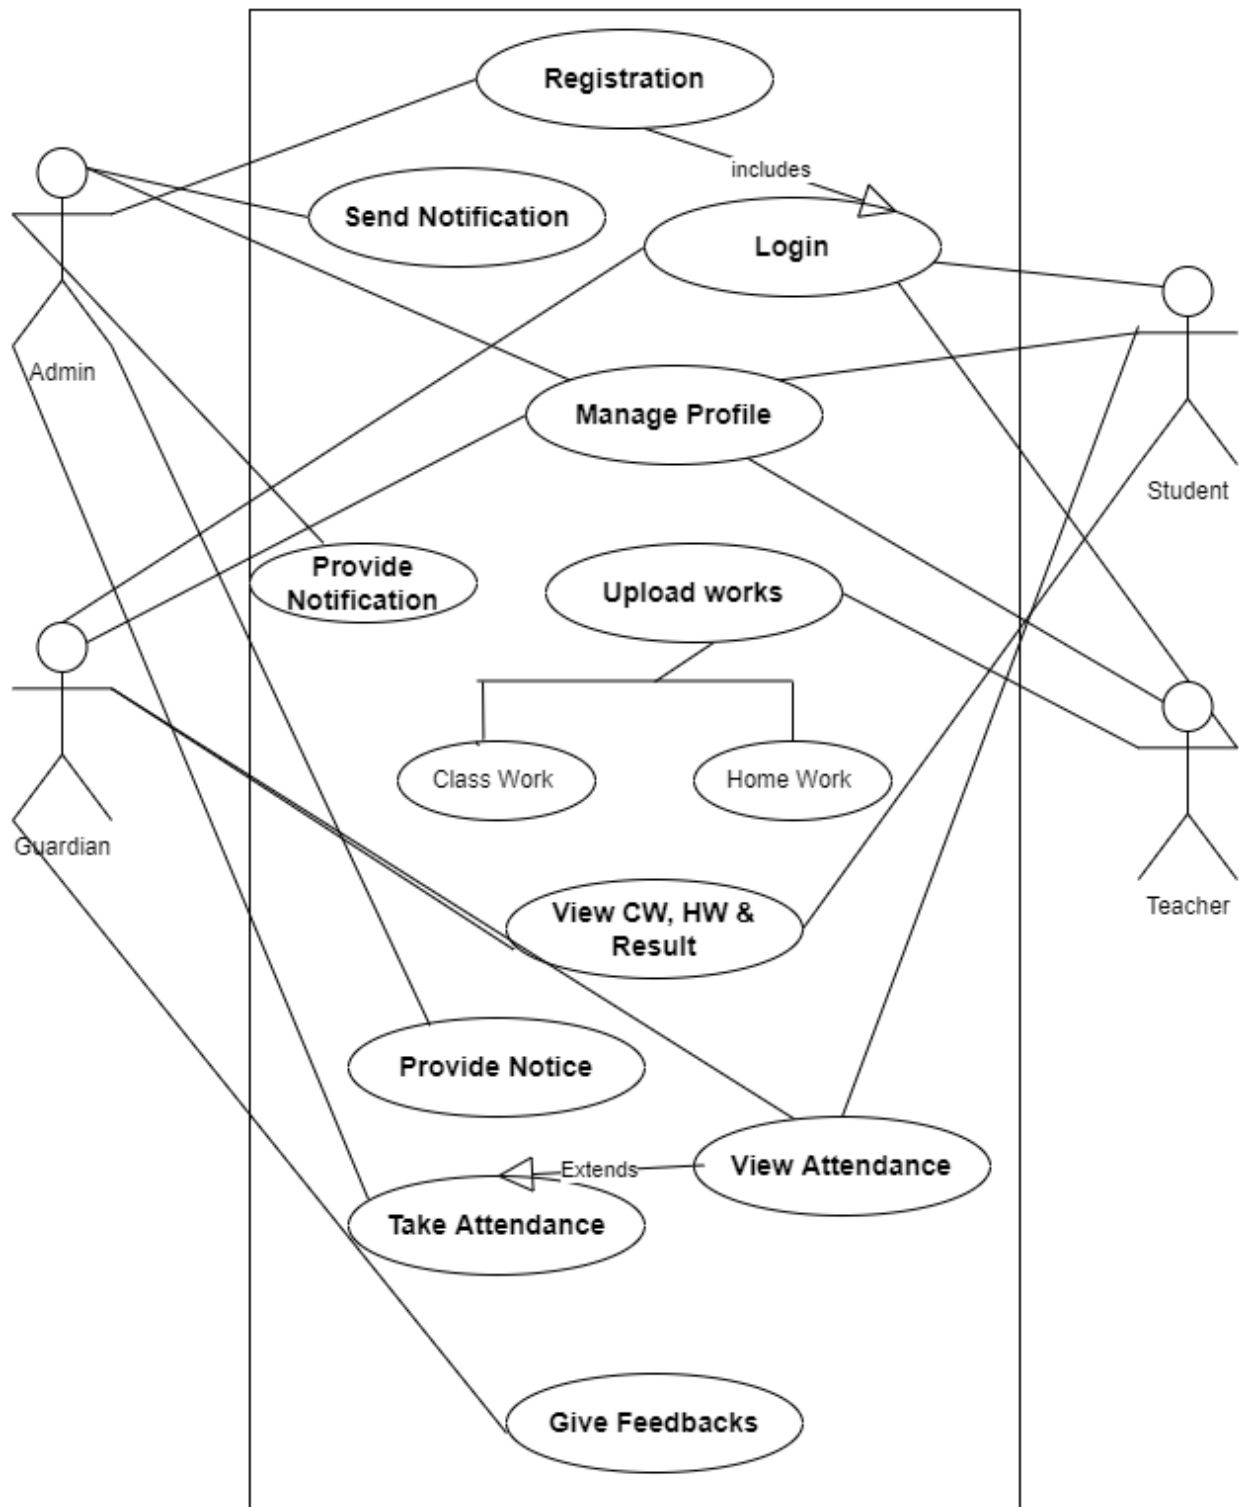 Registration
includes
Send Notification
Login
Admin
Manage Profile
Student
Provide
Notification
Upload works
Class Work
Home Work
Guardian
View CW, HW &
Result
Teacher
Provide Notice
View Attendance
Extends
Take Attendance
Give Feedbacks